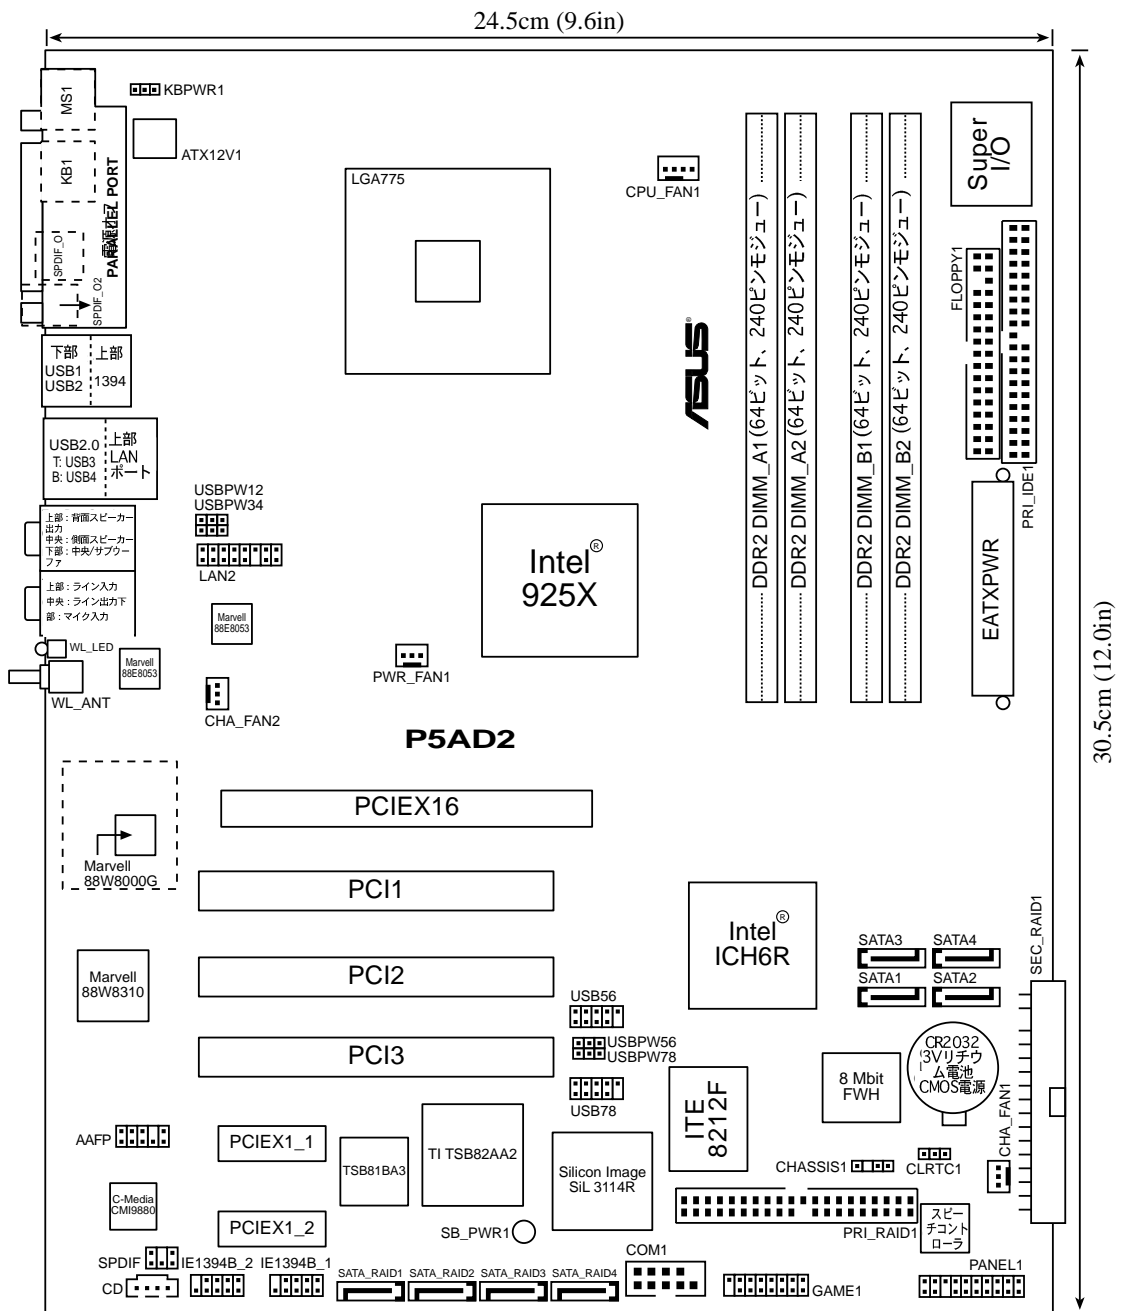 24.5cm (9.6in)
30.5cm (12.0in)
MS1
KBPWR1
KB1
ATX12V1
PARALLEL PORT
SPDIF_O
SPDIF_O2
LGA775
CPU_FAN1
Super
I/O
DDR2 DIMM_A1 (64ビット、240ピンモジュー)
DDR2 DIMM_A2 (64ビット、240ピンモジュー)
DDR2 DIMM_B1 (64ビット、240ピンモジュー)
DDR2 DIMM_B2 (64ビット、240ピンモジュー)
FLOPPY1
PRI_IDE1
ASUS®
下部
USB1
USB2
上部
1394
USB2.0
T: USB3
B: USB4
上部
LAN
ポート
USBPW12
USBPW34
LAN2
上部：背面スピーカー
出力
中央：側面スピーカー
下部：中央/サブウー
ファ
上部：ライン入力
中央：ライン出力下
部：マイク入力
Intel®
925X
EATXPWR
Marvell
88E8053
WL_LED
Marvell
88E8053
WL_ANT
PWR_FAN1
CHA_FAN2
P5AD2
PCIEX16
Marvell
88W8000G
PCI1
Intel®
ICH6R
SATA3
SATA4
SATA1
SATA2
SEC_RAID1
Marvell
88W8310
PCI2
USB56
USBPW56
USBPW78
PCI3
USB78
ITE
8212F
8 Mbit
FWH
CR2032
3Vリチウ
ム電池
CMOS電源
CHA_FAN1
AAFP
PCIEX1_1
TSB81BA3
TI TSB82AA2
Silicon Image
SiL 3114R
CHASSIS1
CLRTC1
C-Media
CMI9880
PCIEX1_2
SB_PWR1
PRI_RAID1
スピー
チコント
ローラ
SPDIF
IE1394B_2
IE1394B_1
SATA_RAID1
SATA_RAID2
SATA_RAID3
SATA_RAID4
COM1
GAME1
PANEL1
CD